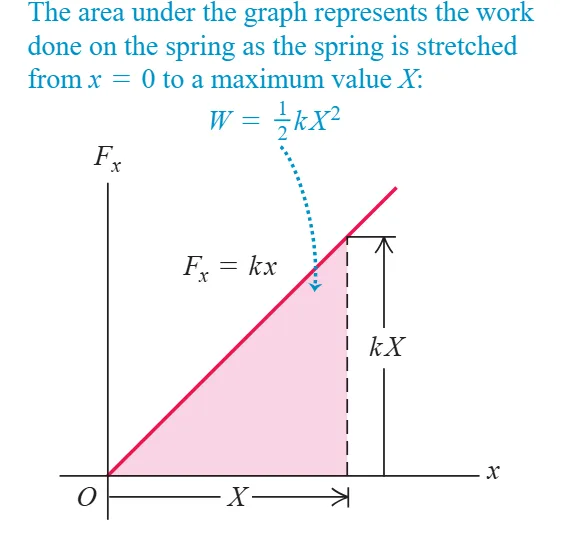 The area under the graph represents the work
done on the spring as the spring is stretched
from x = 0 to a maximum value X:
W = ½kX²
Fₓ
Fₓ = kx
kX
x
O
X